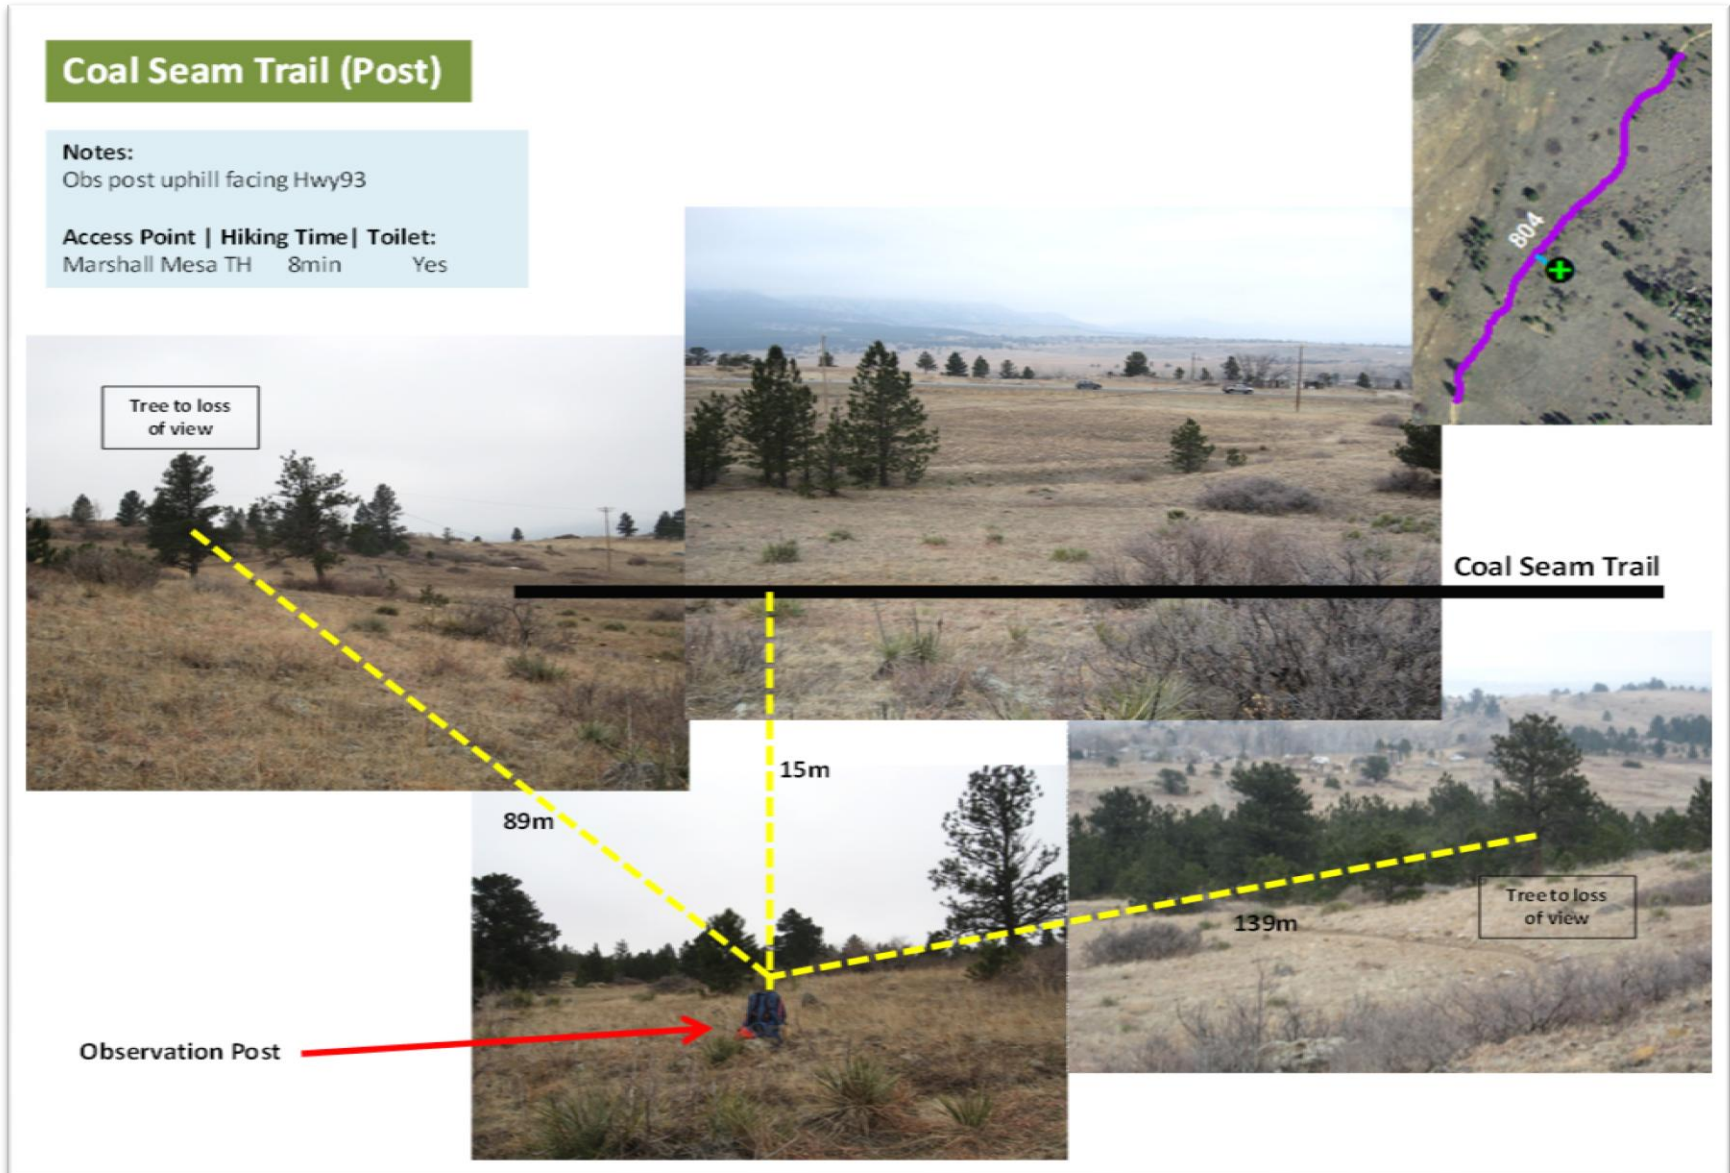 Coal Seam Trail (Post)
Notes:
Obs post uphill facing Hwy93
Access Point | Hiking Time| Toilet:
Marshall Mesa TH 8min Yes
804
Tree to loss
of view
Coal Seam Trail
15m
89m
139m
Tree to loss
of view
Observation Post